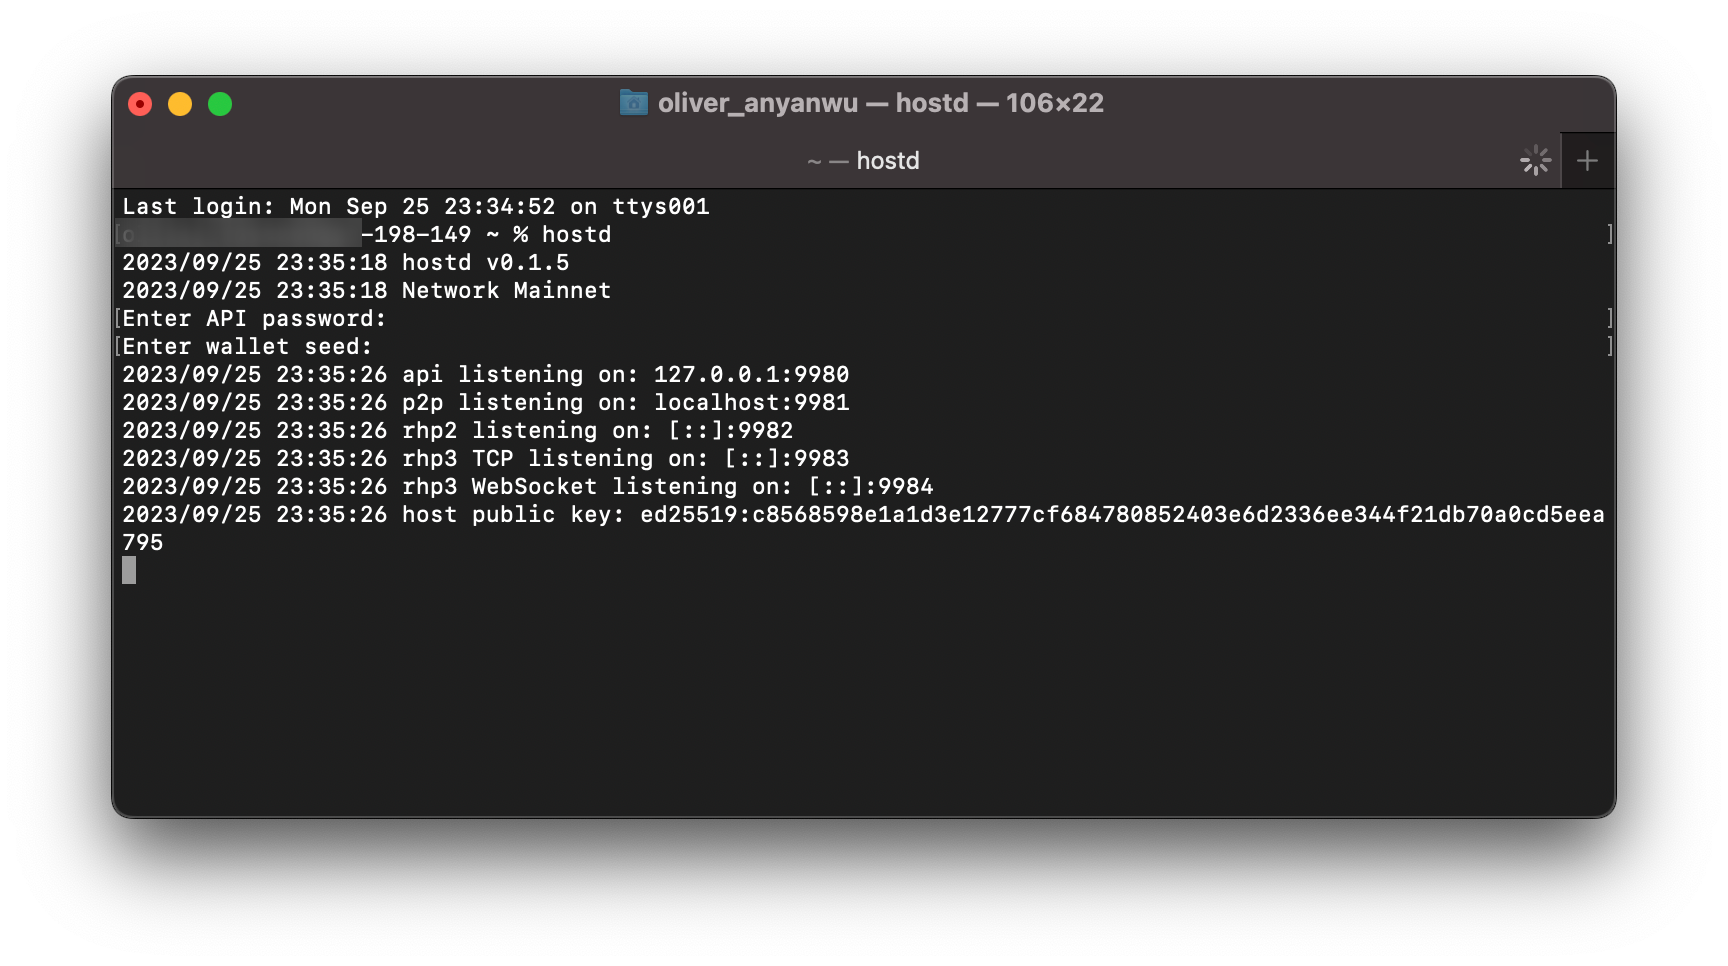 oliver_anyanwu — hostd — 106×22
~ — hostd
Last login: Mon Sep 25 23:34:52 on ttys001
-198-149 ~ % hostd
2023/09/25 23:35:18 hostd v0.1.5
2023/09/25 23:35:18 Network Mainnet
Enter API password:
Enter wallet seed:
2023/09/25 23:35:26 api listening on: 127.0.0.1:9980
2023/09/25 23:35:26 p2p listening on: localhost:9981
2023/09/25 23:35:26 rhp2 listening on: [::]:9982
2023/09/25 23:35:26 rhp3 TCP listening on: [::]:9983
2023/09/25 23:35:26 rhp3 WebSocket listening on: [::]:9984
2023/09/25 23:35:26 host public key: ed25519:c8568598e1a1d3e12777cf684780852403e6d2336ee344f21db70a0cd5eea
795